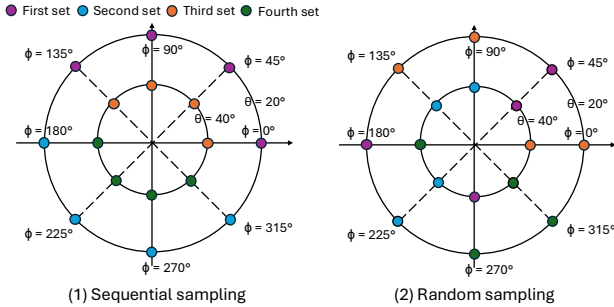 First set Second set Third set Fourth set
ϕ = 90°
ϕ = 135°
ϕ = 45°
θ = 20°
θ = 40°
ϕ = 180°
ϕ = 0°
ϕ = 225°
ϕ = 315°
ϕ = 270°
(1) Sequential sampling
ϕ = 90°
ϕ = 135°
ϕ = 45°
θ = 20°
θ = 40°
ϕ = 180°
ϕ = 0°
ϕ = 225°
ϕ = 315°
ϕ = 270°
(2) Random sampling